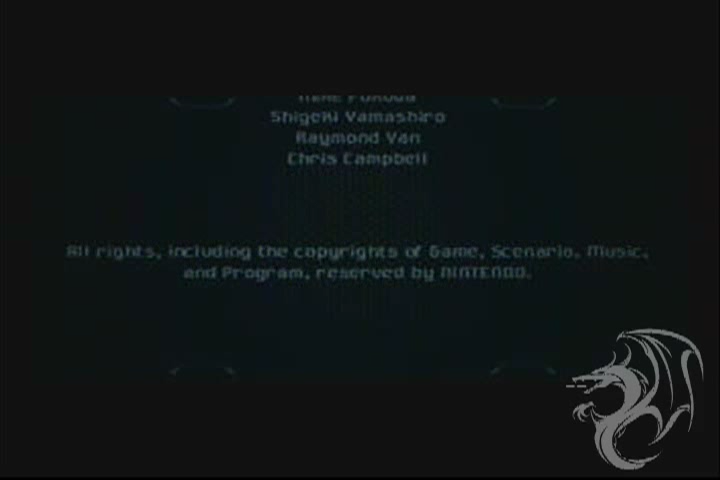 Shigeki Yamashiro
Raymond Yan
Chris Campbell
All rights, including the copyrights of Game, Scenario, Music,
and Program, reserved by NINTENDO.